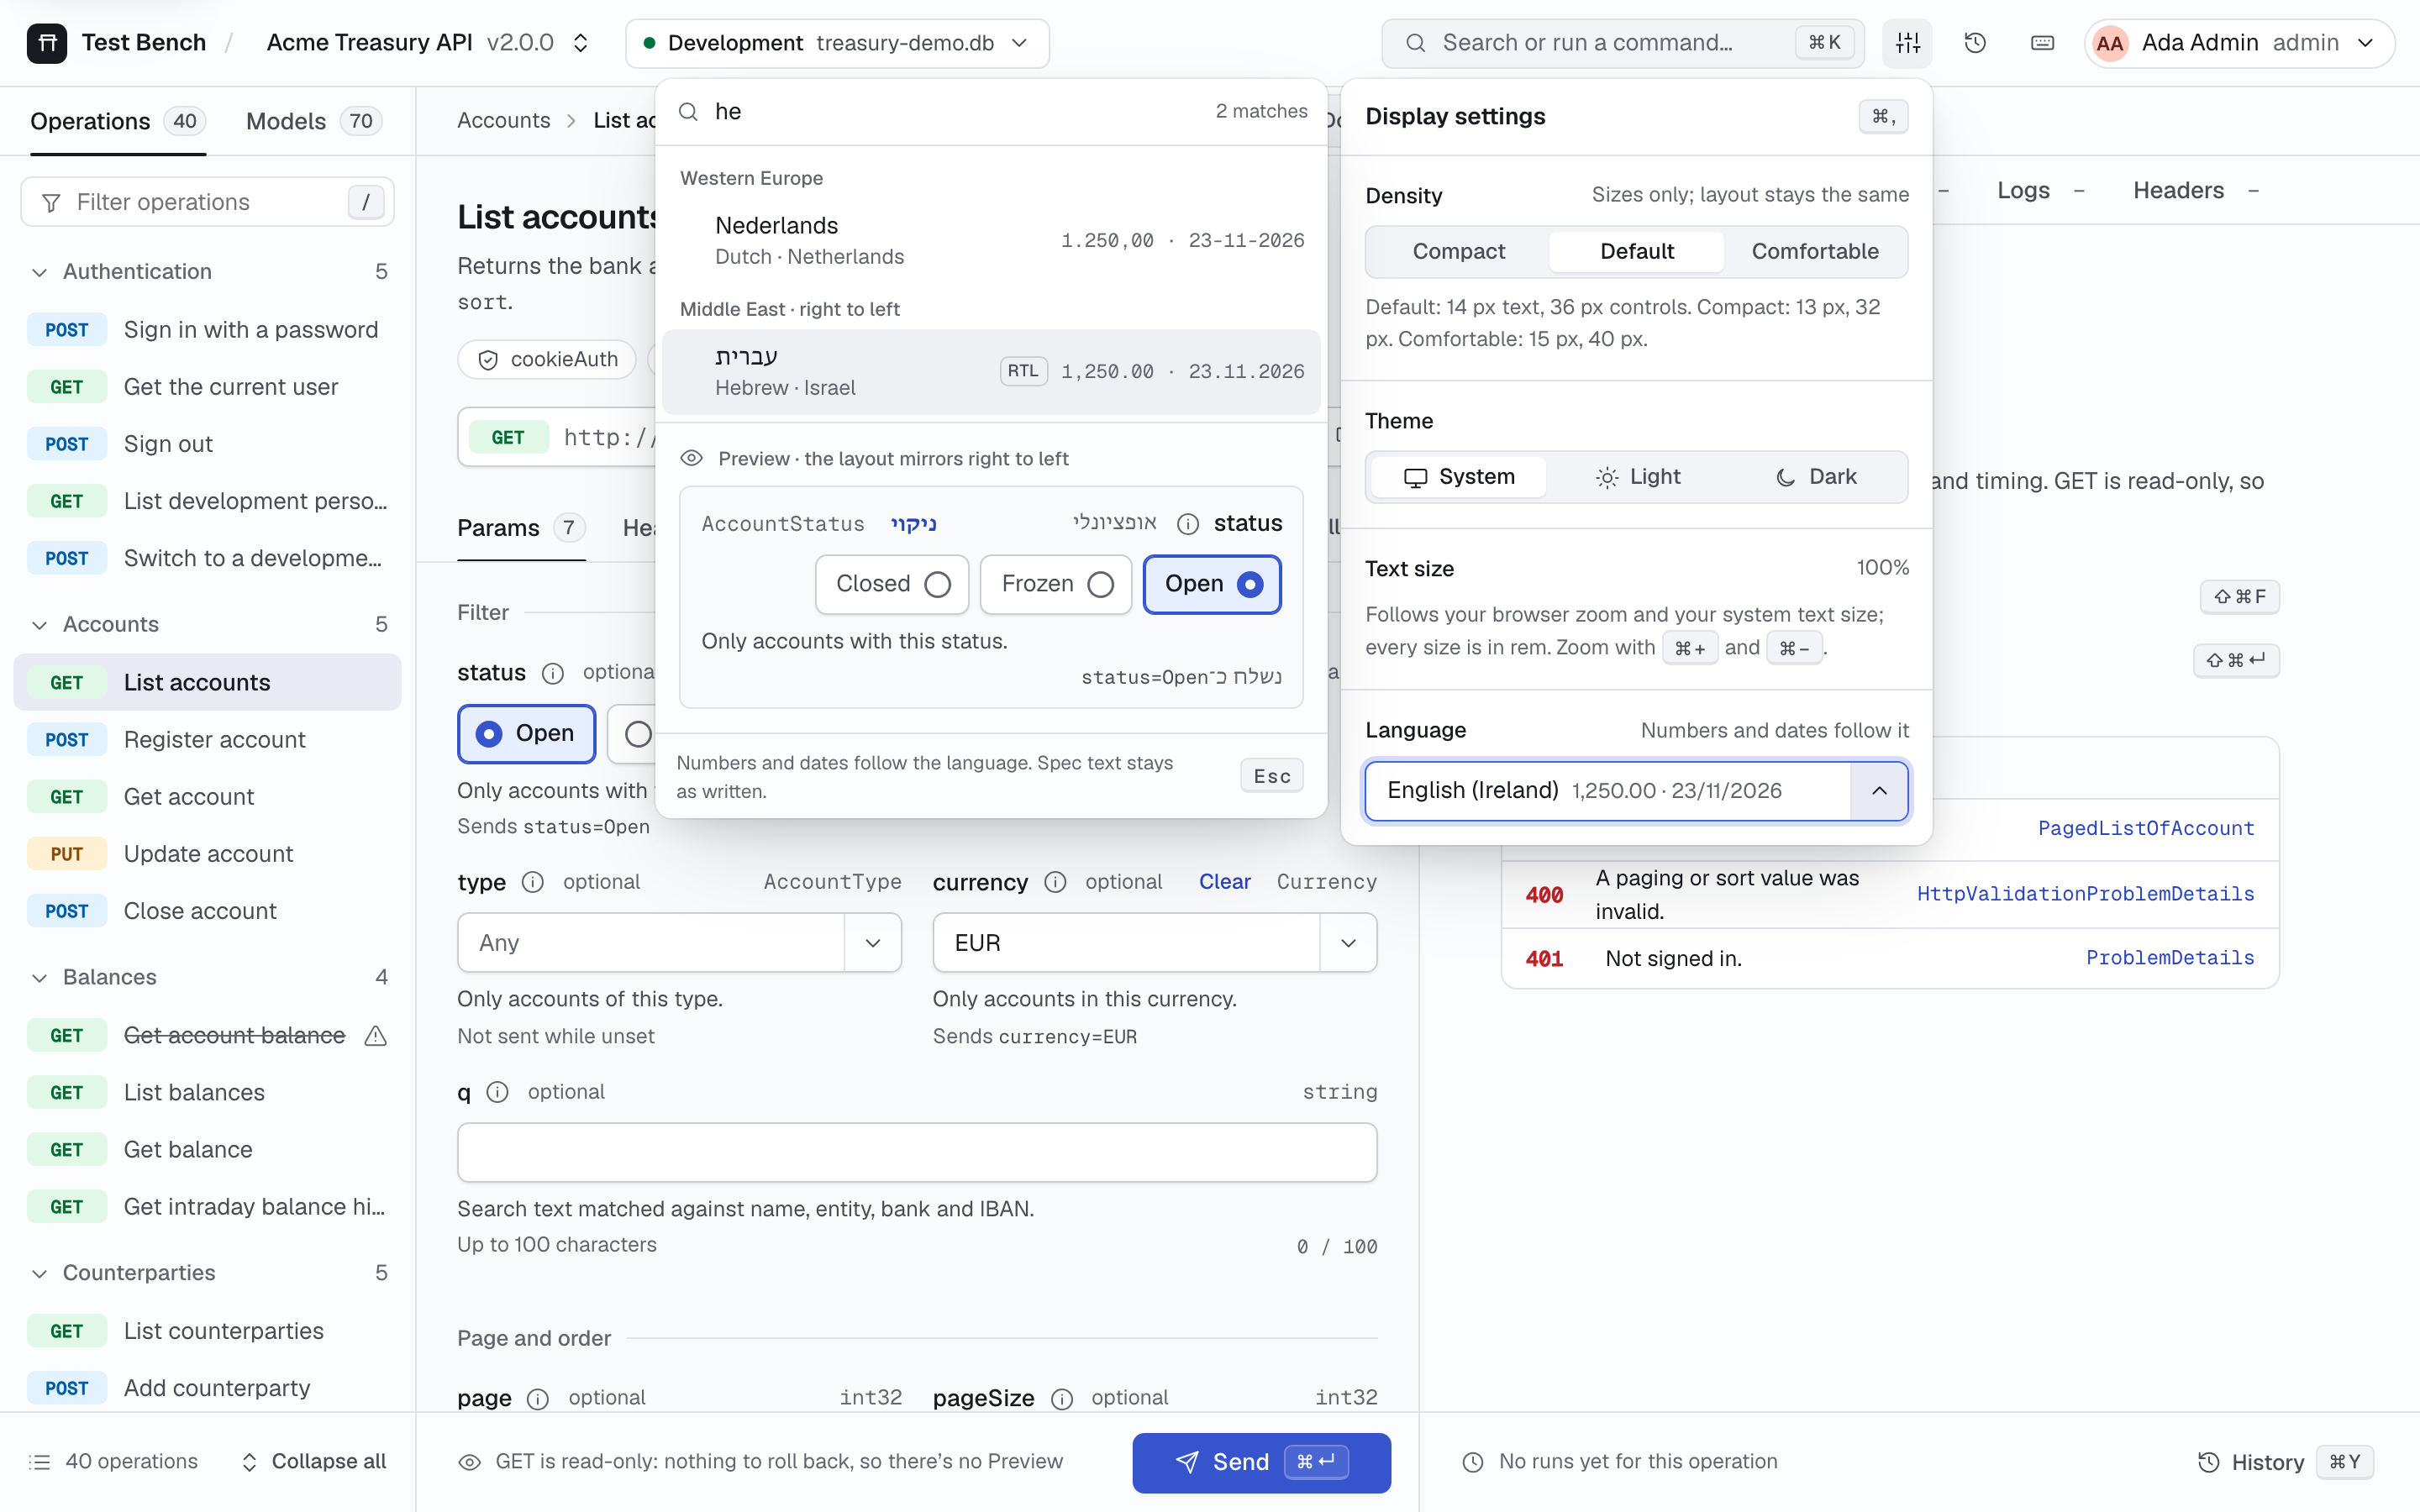 Test Bench / Acme Treasury API v2.0.0
Development treasury-demo.db
Search or run a command... ⌘K
AA Ada Admin admin
Operations 40 Models 70
Filter operations /
Authentication 5
POST Sign in with a password
GET Get the current user
POST Sign out
GET List development perso...
POST Switch to a developme...
Accounts 5
GET List accounts
POST Register account
GET Get account
PUT Update account
POST Close account
Balances 4
GET Get account balance
GET List balances
GET Get balance
GET Get intraday balance hi...
Counterparties 5
GET List counterparties
POST Add counterparty
40 operations Collapse all
Accounts > List ac
List accounts
Returns the bank a
sort.
cookieAuth
GET http://
Params 7 He
Filter
status optiona
Open
Only accounts with
Sends status=Open
type optional AccountType
Any
Only accounts of this type.
Not sent while unset
currency optional Clear Currency
EUR
Only accounts in this currency.
Sends currency=EUR
q optional string
Search text matched against name, entity, bank and IBAN.
Up to 100 characters 0 / 100
Page and order
page optional int32
pageSize optional int32
GET is read-only: nothing to roll back, so there’s no Preview
Send ⌘↵
he 2 matches
Western Europe
Nederlands
Dutch · Netherlands
1.250,00 · 23-11-2026
Middle East · right to left
עברית
Hebrew · Israel
RTL 1,250.00 · 23.11.2026
Preview · the layout mirrors right to left
status אופציונלי ניקוי AccountStatus
Open Frozen Closed
Only accounts with this status.
נשלח כ־status=Open
Numbers and dates follow the language. Spec text stays
as written.
Esc
Display settings ⌘,
Density Sizes only; layout stays the same
Compact Default Comfortable
Default: 14 px text, 36 px controls. Compact: 13 px, 32
px. Comfortable: 15 px, 40 px.
Theme
System Light Dark
Text size 100%
Follows your browser zoom and your system text size;
every size is in rem. Zoom with ⌘+ and ⌘−.
Language Numbers and dates follow it
English (Ireland) 1,250.00 · 23/11/2026
– Logs – Headers –
and timing. GET is read-only, so
⇧⌘F
⇧⌘↵
PagedListOfAccount
400 A paging or sort value was
invalid.
HttpValidationProblemDetails
401 Not signed in. ProblemDetails
No runs yet for this operation
History ⌘Y